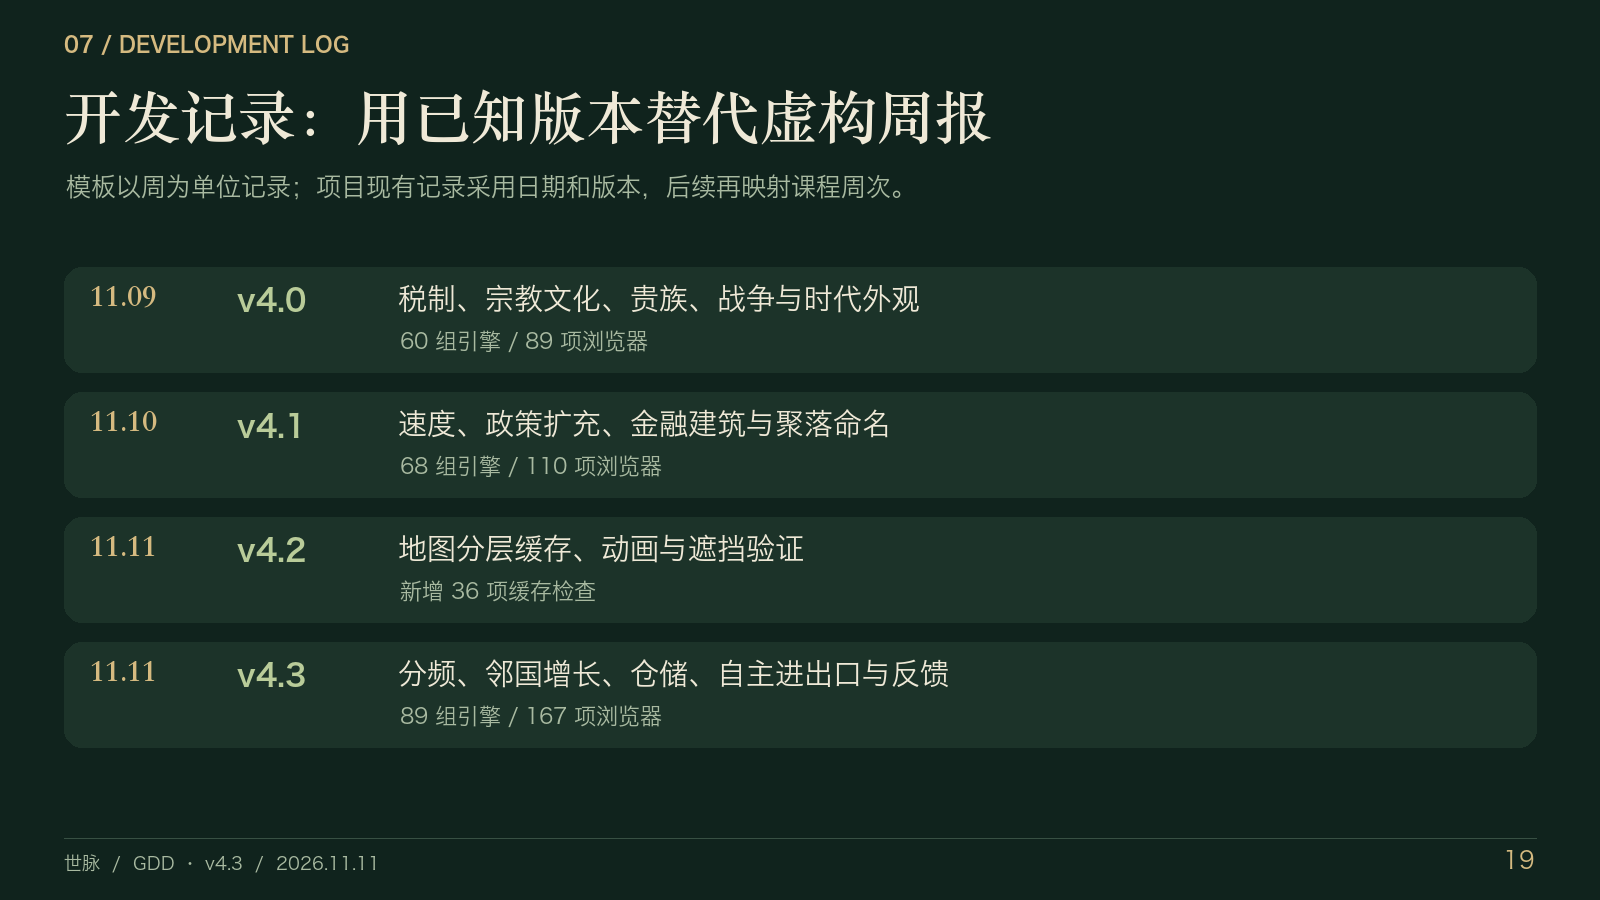 07 / DEVELOPMENT LOG
开发记录：用已知版本替代虚构周报
模板以周为单位记录；项目现有记录采用日期和版本，后续再映射课程周次。
11.09 v4.0 税制、宗教文化、贵族、战争与时代外观
60 组引擎 / 89 项浏览器
11.10 v4.1 速度、政策扩充、金融建筑与聚落命名
68 组引擎 / 110 项浏览器
11.11 v4.2 地图分层缓存、动画与遮挡验证
新增 36 项缓存检查
11.11 v4.3 分频、邻国增长、仓储、自主进出口与反馈
89 组引擎 / 167 项浏览器
世脉 / GDD · v4.3 / 2026.11.11
19